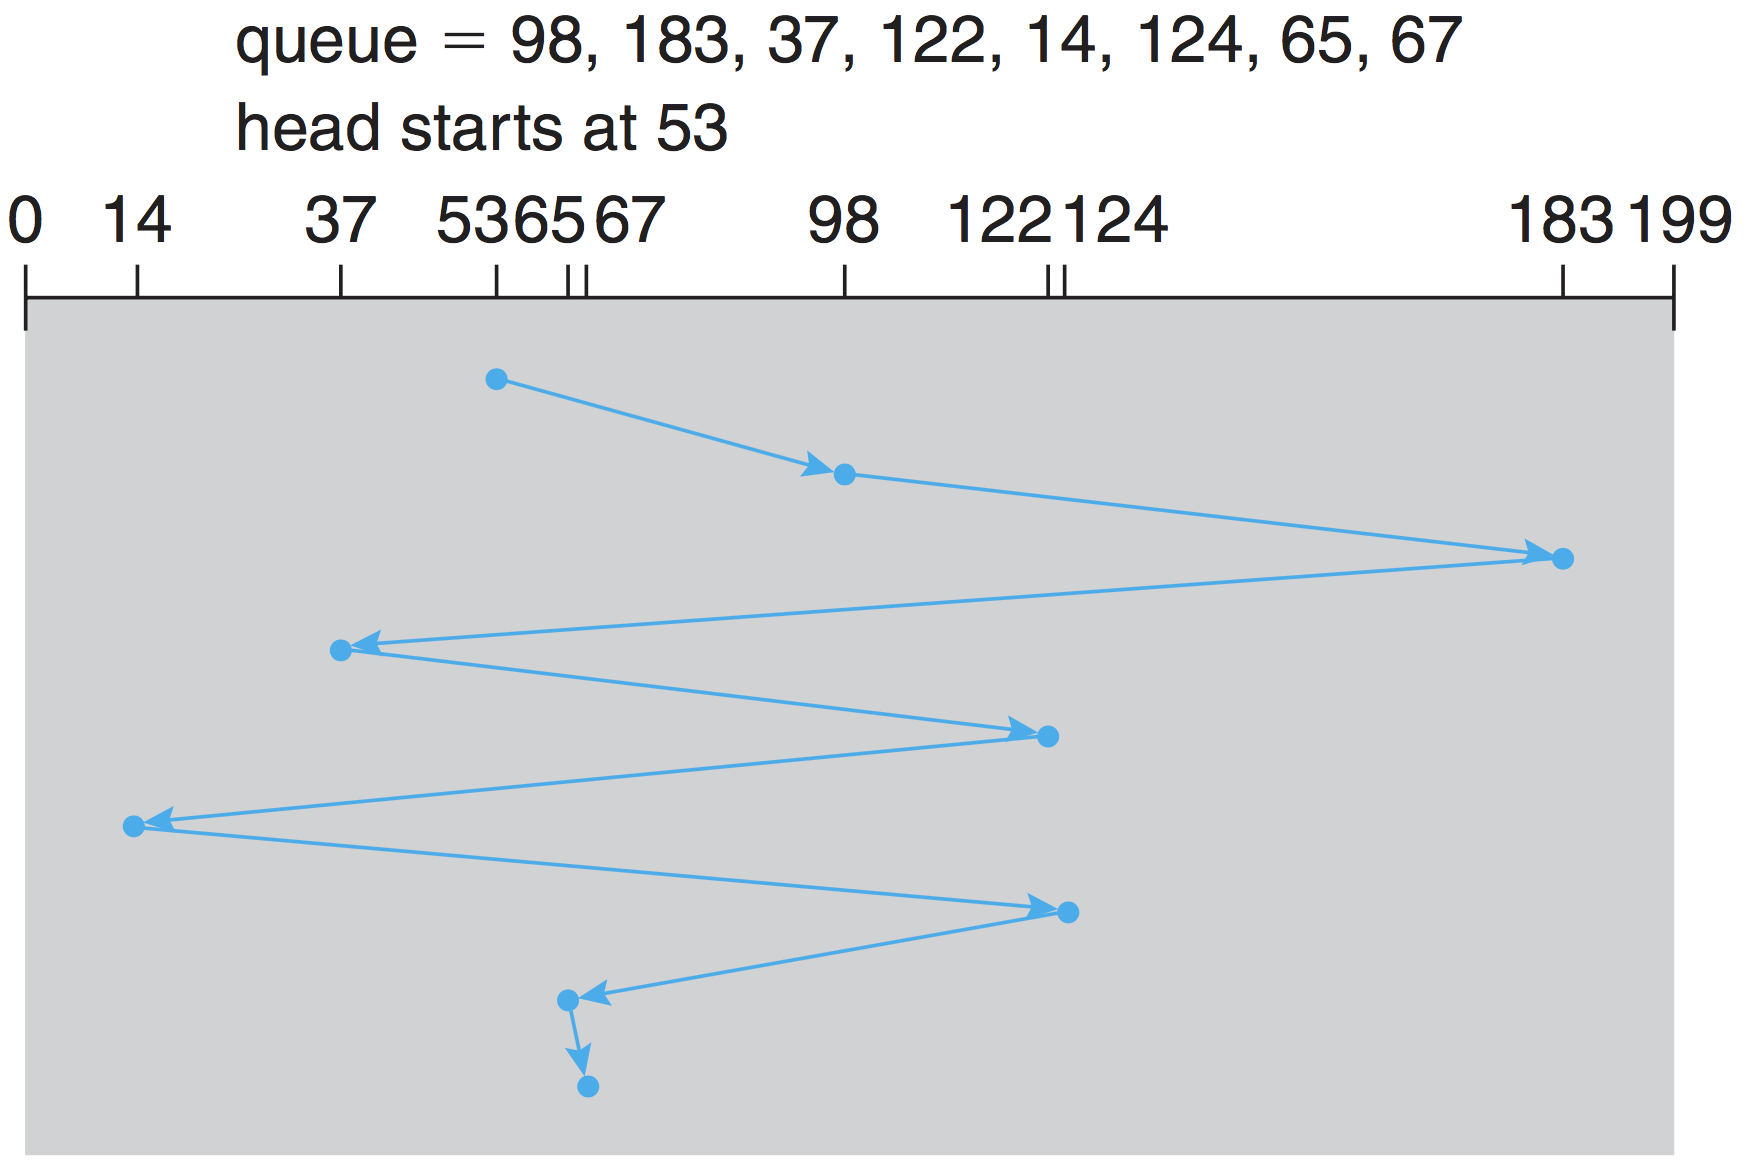 queue = 98, 183, 37, 122, 14, 124, 65, 67
head starts at 53
0 14 37 53 65 67 98 122 124 183 199